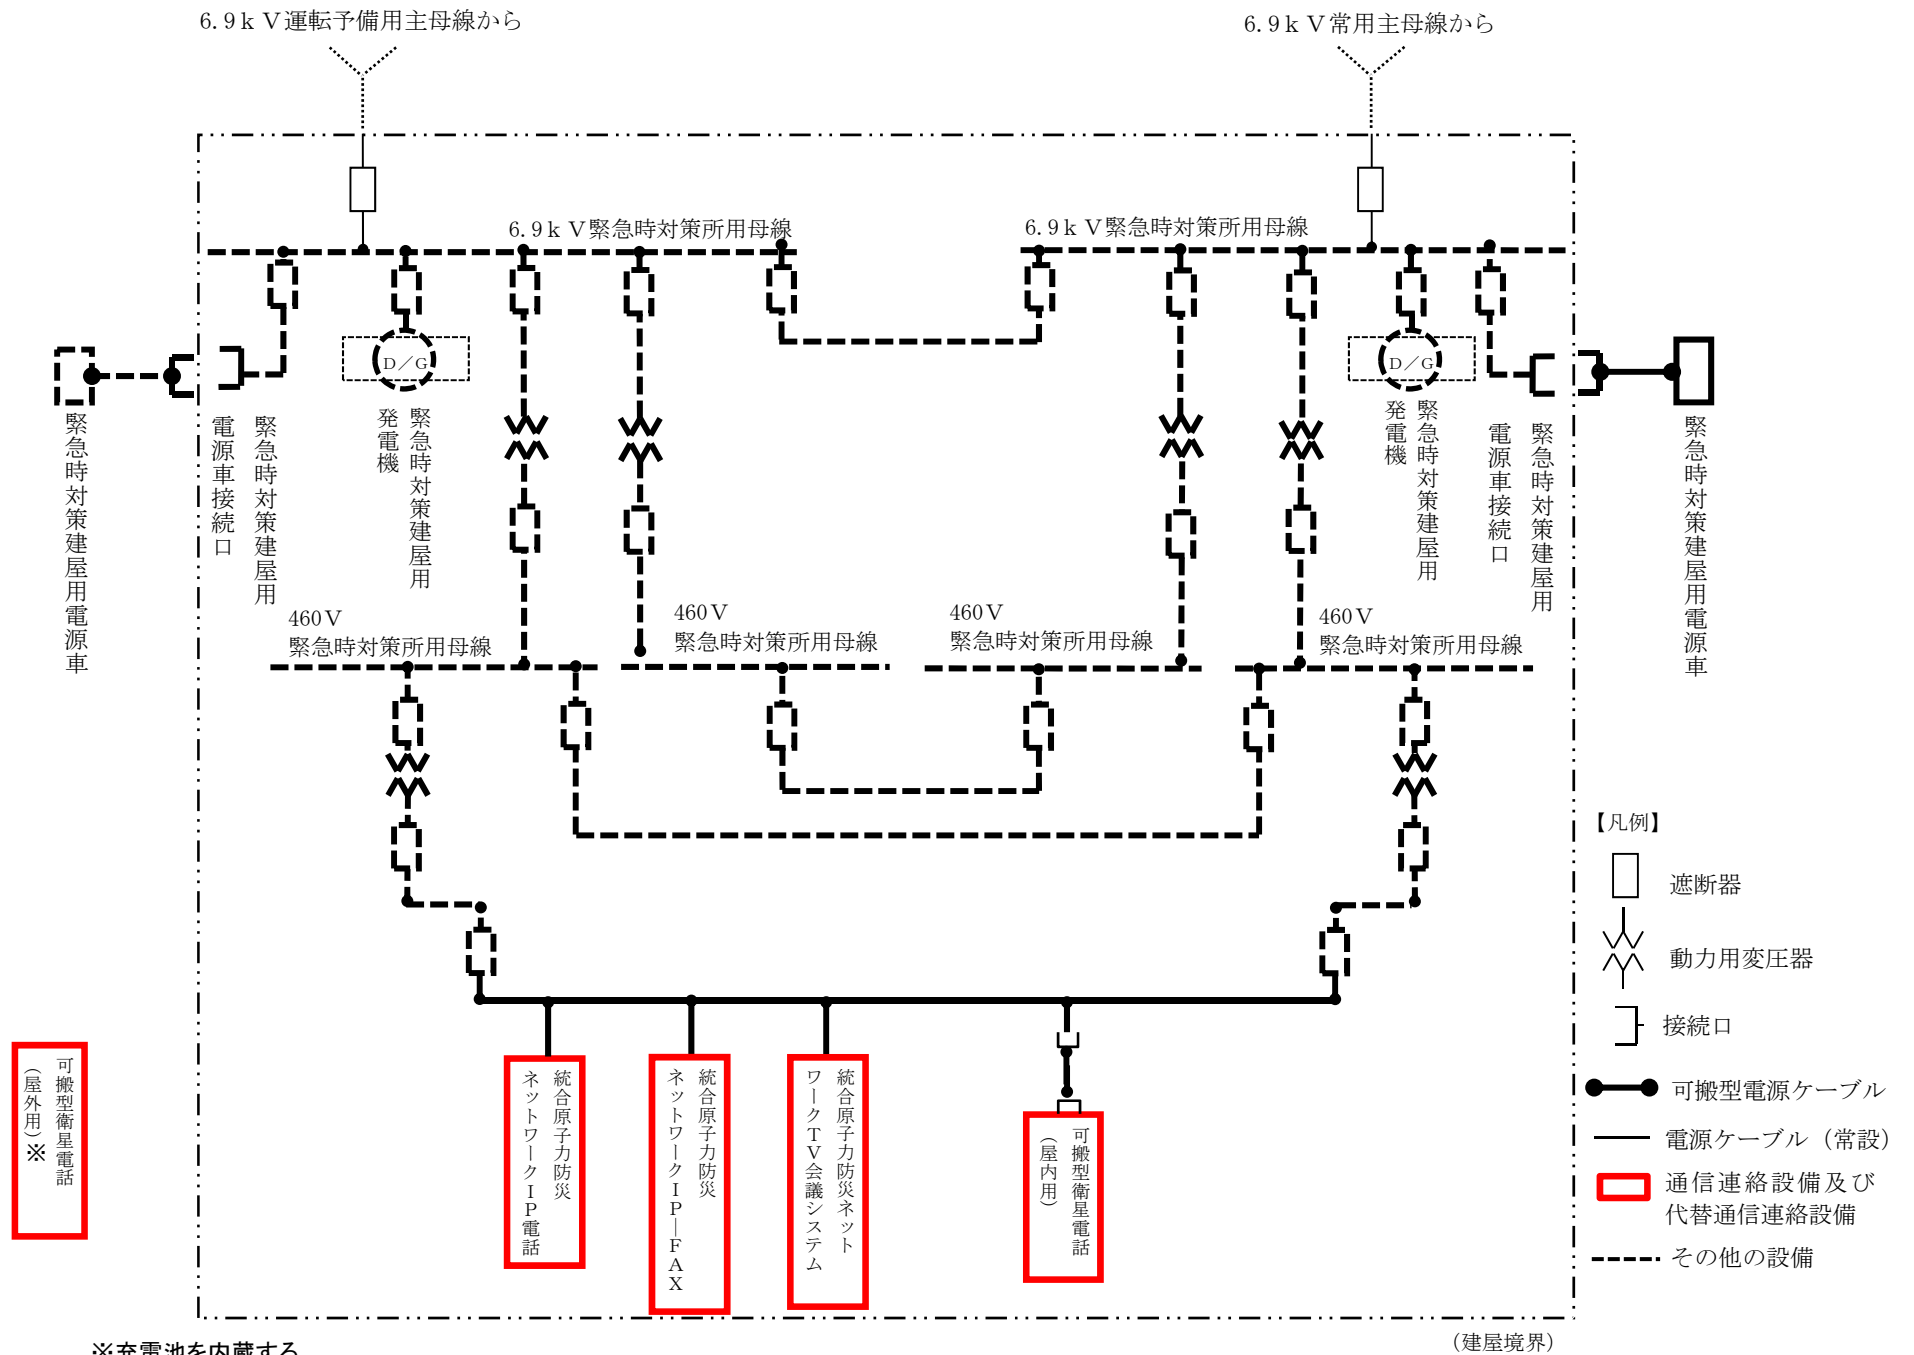 6.9ｋＶ運転予備用主母線から
6.9ｋＶ常用主母線から
6.9ｋＶ緊急時対策所用母線
6.9ｋＶ緊急時対策所用母線
Ｄ／Ｇ
Ｄ／Ｇ
緊急時対策建屋用電源車
緊急時対策建屋用
電源車接続口
緊急時対策建屋用
発電機
緊急時対策建屋用
発電機
緊急時対策建屋用
電源車接続口
緊急時対策建屋用電源車
460Ｖ
緊急時対策所用母線
460Ｖ
緊急時対策所用母線
460Ｖ
緊急時対策所用母線
460Ｖ
緊急時対策所用母線
【凡例】
遮断器
動力用変圧器
接続口
可搬型電源ケーブル
電源ケーブル（常設）
通信連絡設備及び
代替通信連絡設備
その他の設備
可搬型衛星電話
（屋外用）※
統合原子力防災
ネットワークＩＰ電話
統合原子力防災
ネットワークＩＰ－ＦＡＸ
統合原子力防災ネット
ワークＴＶ会議システム
可搬型衛星電話
（屋内用）
（建屋境界）
※充電池を内蔵する